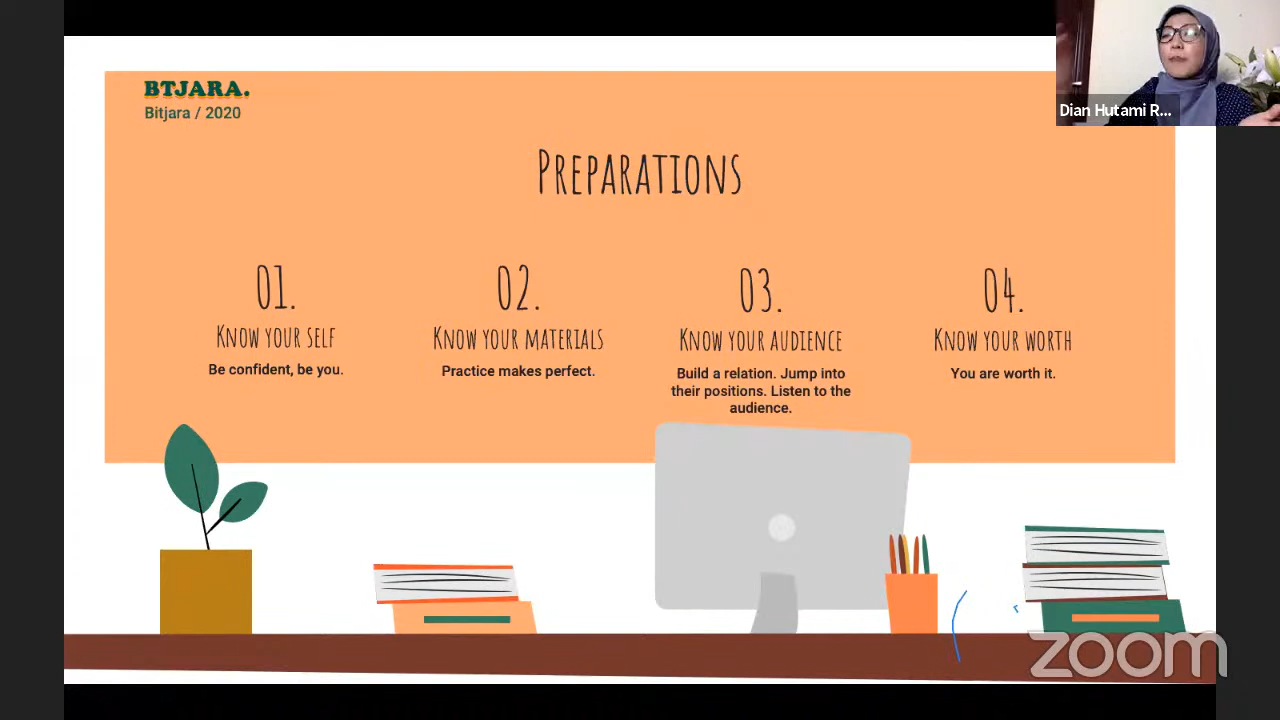 BTJARA.
Bitjara / 2020
Dian Hutami R...
PREPARATIONS
01.
KNOW YOUR SELF
Be confident, be you.
02.
KNOW YOUR MATERIALS
Practice makes perfect.
03.
KNOW YOUR AUDIENCE
Build a relation. Jump into
their positions. Listen to the
audience.
04.
KNOW YOUR WORTH
You are worth it.
zoom